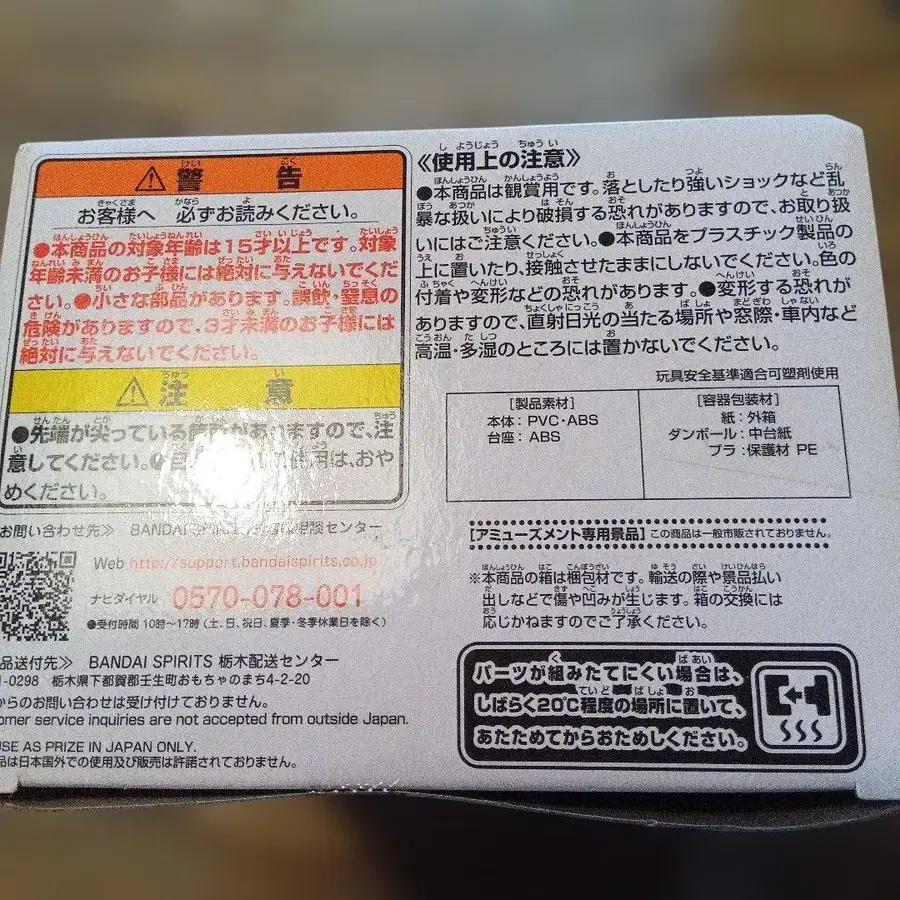 警告
お客様へ 必ずお読みください。
●本商品の対象年齢は15才以上です。対象
年齢未満のお子様には絶対に与えないでくだ
さい。●小さな部品があります。誤飲・窒息の
危険がありますので、3才未満のお子様には
絶対に与えないでください。
注意
●先端が尖っている箇所がありますので、注
意してください。
使用は、おや
めください。
お問い合わせ先≫ BANDAI センター
Web http://support.bandaispirits.co.jp
ナビダイヤル 0570-078-001
●受付時間 10時〜17時 (土、日、祝日、夏季・冬季休業日を除く)
品送付先≫ BANDAI SPIRITS 栃木配送センター
1-0298 栃木県下都賀郡壬生町おもちゃのまち4-2-20
からのお問い合わせは受け付けておりません。
omer service inquiries are not accepted from outside Japan.
USE AS PRIZE IN JAPAN ONLY.
品は日本国外での使用及び販売は許諾されておりません。
《使用上の注意》
●本商品は観賞用です。落としたり強いショックなど乱
暴な扱いにより破損する恐れがありますので、お取り扱
いにはご注意ください。●本商品をプラスチック製品の
上に置いたり、接触させたままにしないでください。色の
付着や変形などの恐れがあります。●変形する恐れが
ありますので、直射日光の当たる場所や窓際・車内など
高温・多湿のところには置かないでください。
玩具安全基準適合可塑剤使用
[製品素材]
本体：PVC・ABS
台座：ABS
[容器包装材]
紙：外箱
ダンボール：中台紙
プラ：保護材 PE
[アミューズメント専用景品] この商品は一般市販されておりません。
※本商品の箱は梱包材です。輸送の際や景品払い
出しなどで傷や凹みが生じます。箱の交換には
応じかねますのでご了承ください。
パーツが組みたてにくい場合は、
しばらく20℃程度の場所に置いて、
あたためてからおためしください。